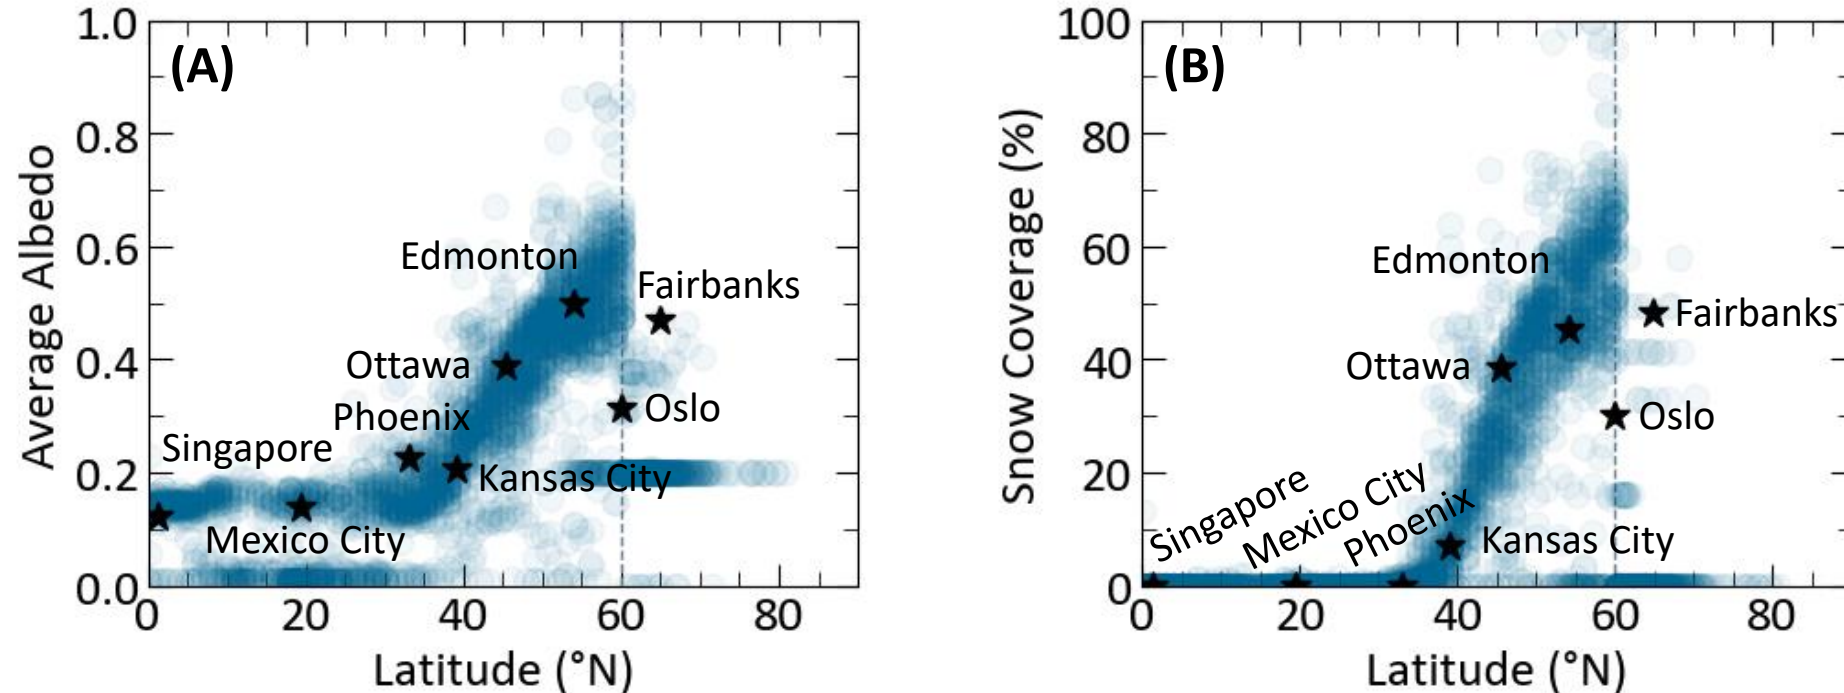 (A)
Average Albedo
1.0
0.8
0.6
0.4
0.2
0.0
Edmonton
Fairbanks
Ottawa
Phoenix
Oslo
Singapore
Kansas City
Mexico City
0 20 40 60 80
Latitude (°N)
(B)
Snow Coverage (%)
100
80
60
40
20
0
Edmonton
Fairbanks
Ottawa
Oslo
Singapore
Mexico City
Phoenix
Kansas City
0 20 40 60 80
Latitude (°N)